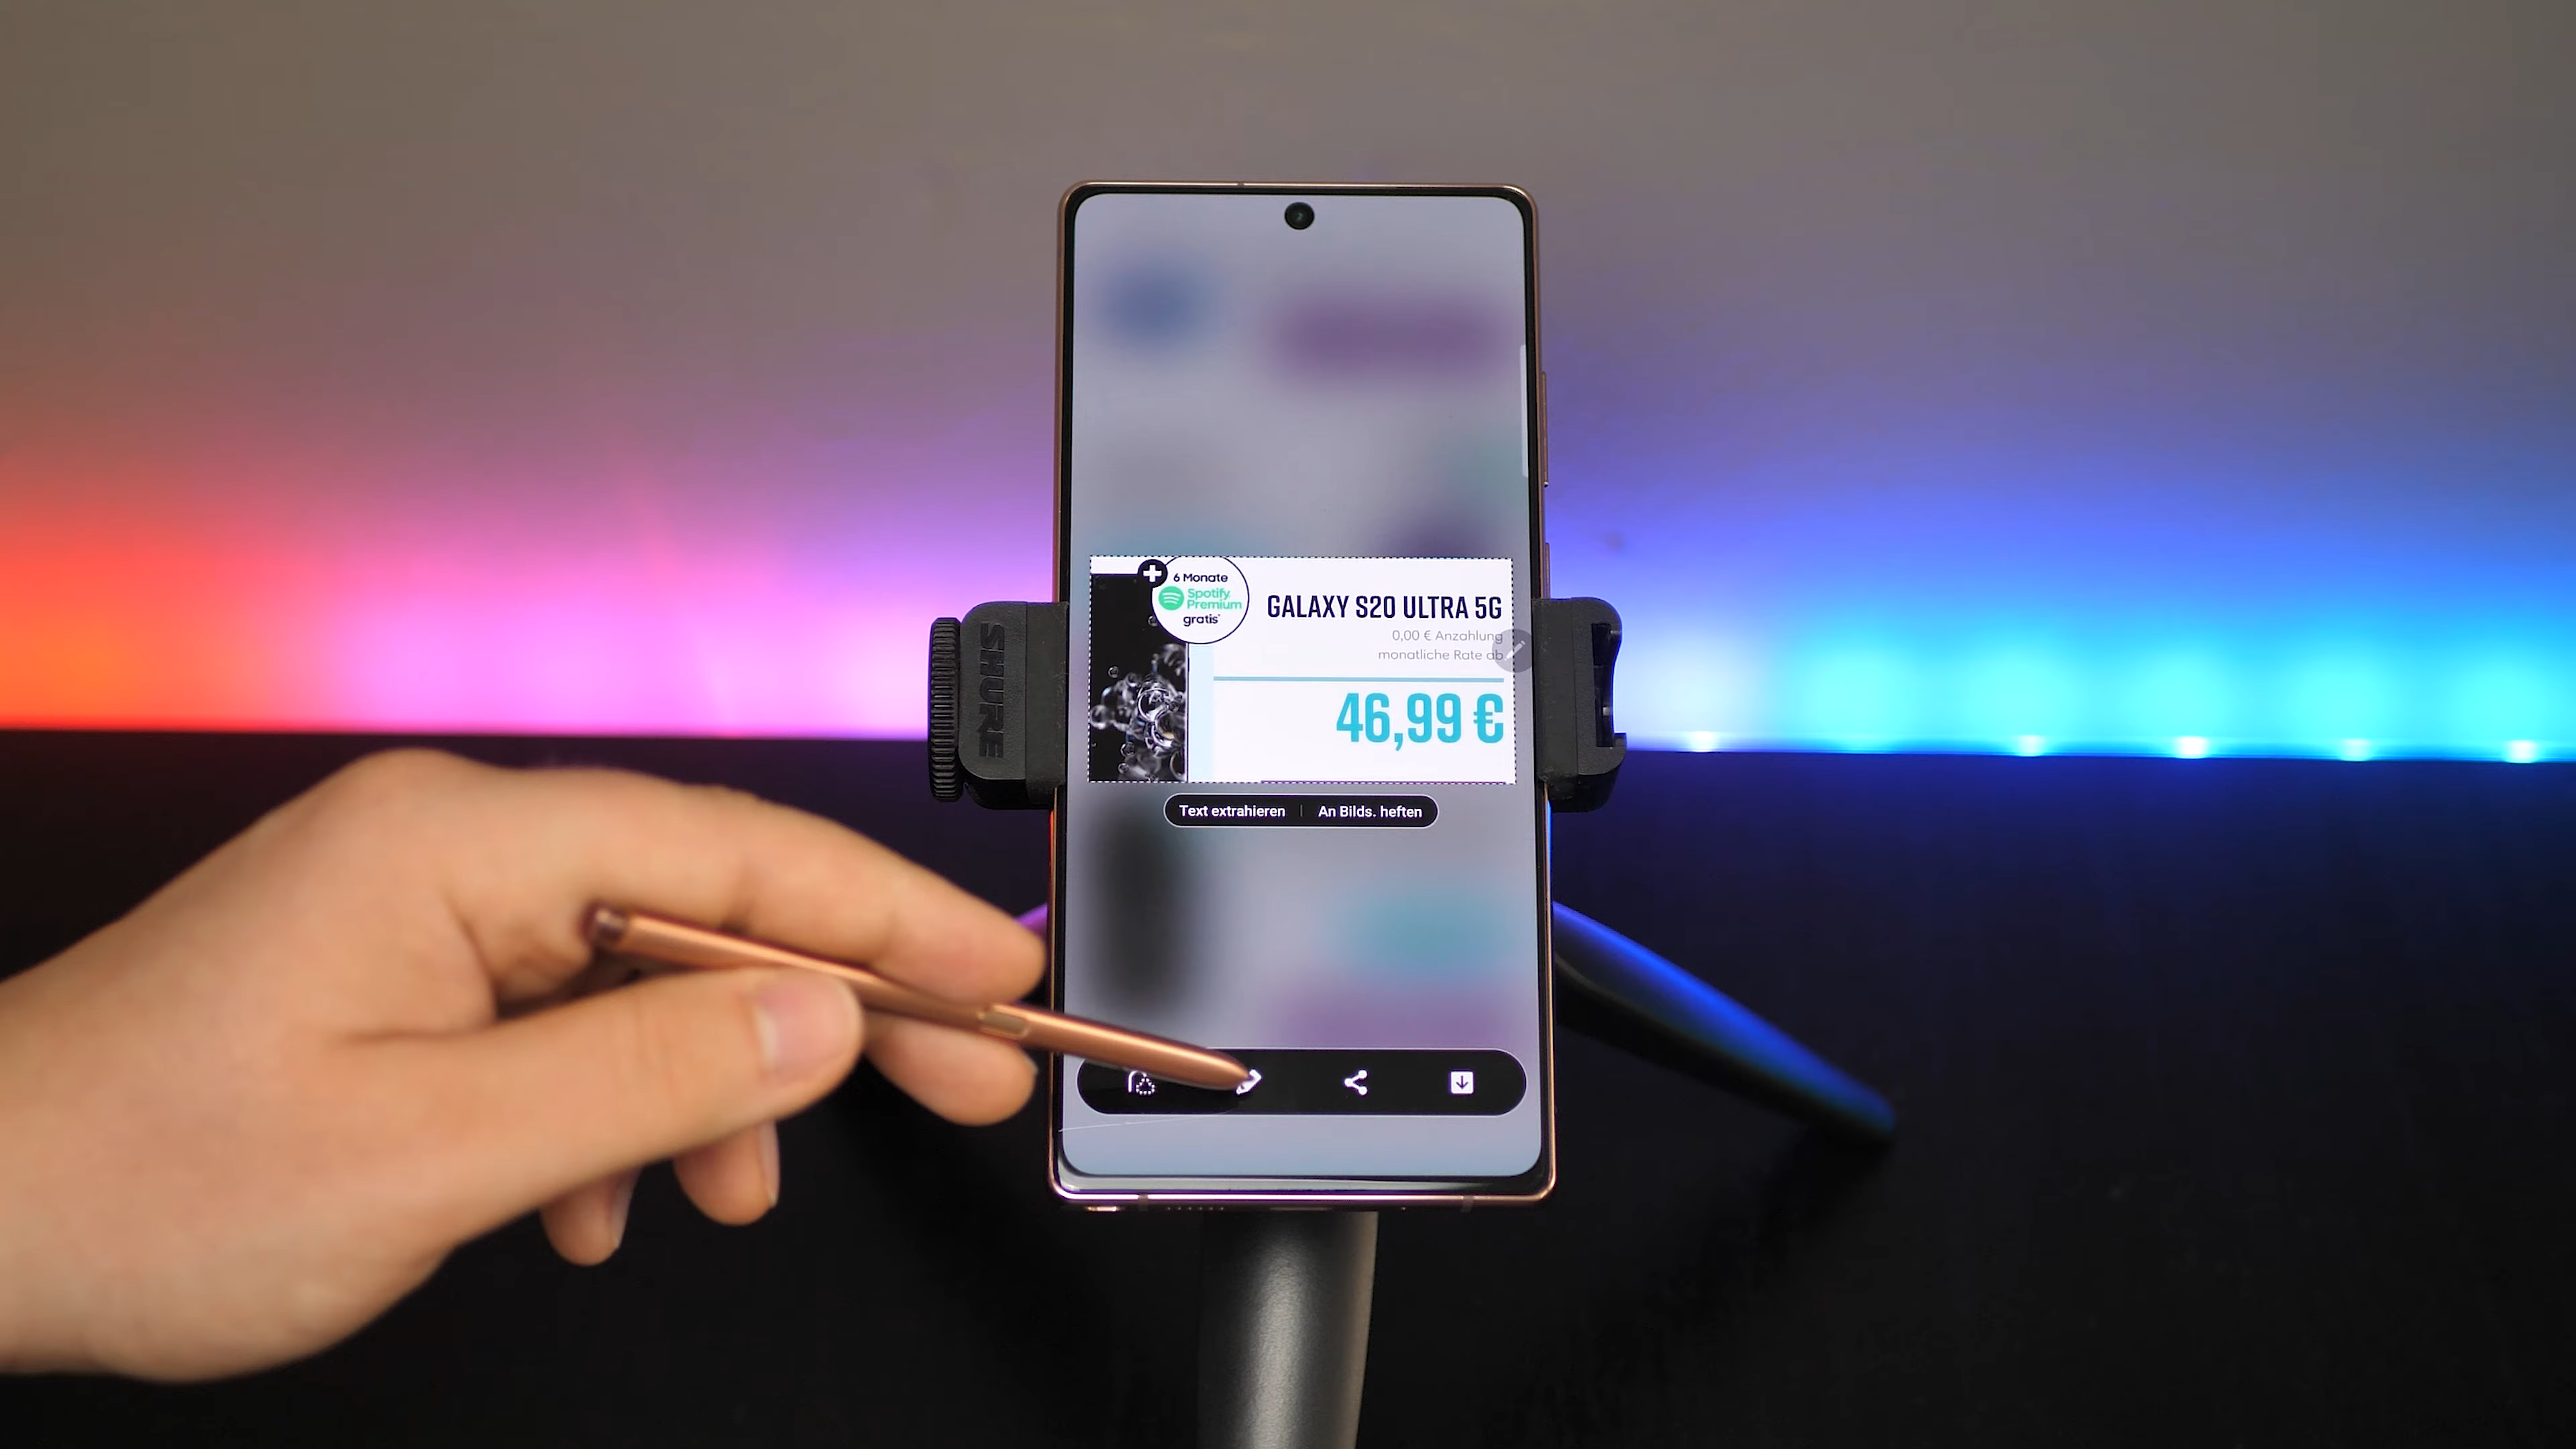 6 Monate
Spotify
Premium
gratis*
GALAXY S20 ULTRA 5G
0,00 € Anzahlung
monatliche Rate ab
46,99 €
SHURE
Text extrahieren
An Bilds. heften